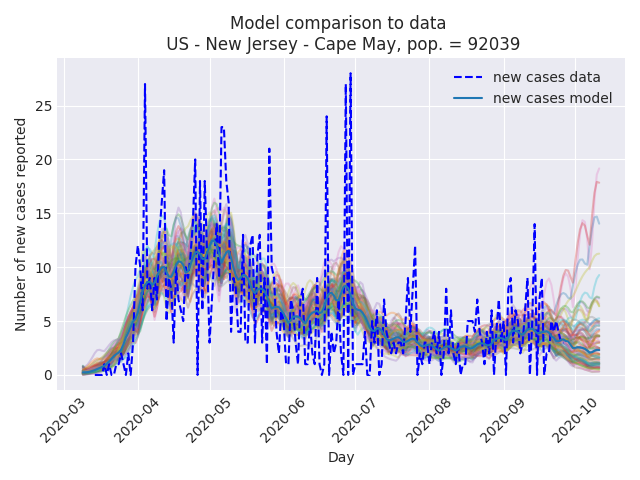 Model comparison to data
US - New Jersey - Cape May, pop. = 92039
new cases data
new cases model
Number of new cases reported
25
20
15
10
5
0
2020-03
2020-04
2020-05
2020-06
2020-07
2020-08
2020-09
2020-10
Day